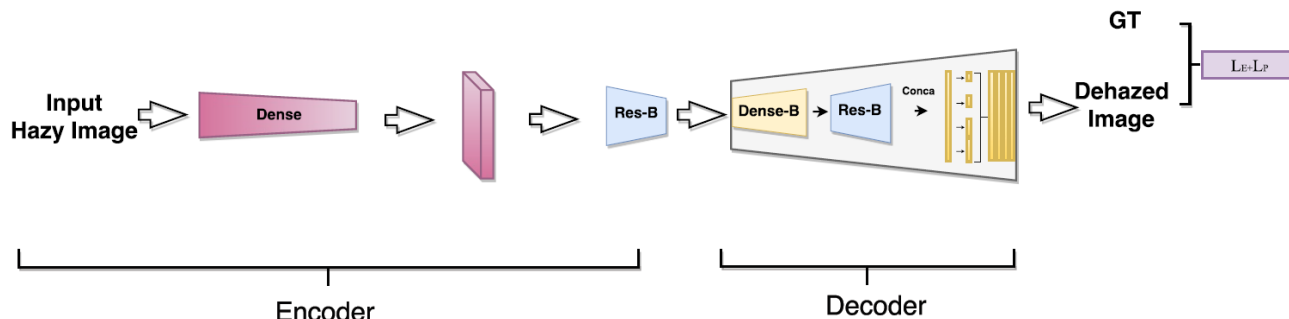 Input
Hazy Image
Dense
Res-B
Dense-B
Res-B
Conca
GT
Dehazed
Image
LE+LP
Encoder
Decoder